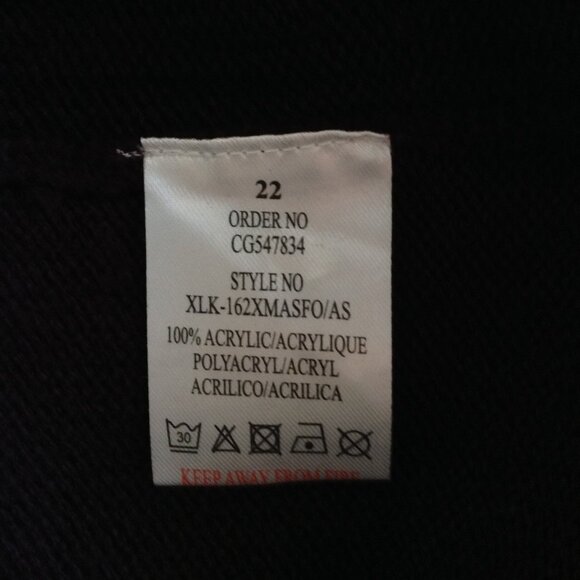 22
ORDER NO
CG547834
STYLE NO
XLK-162XMASFO/AS
100% ACRYLIC/ACRYLIQUE
POLYACRYL/ACRYL
ACRILICO/ACRILICA
30
KEEP AWAY FROM FIRE